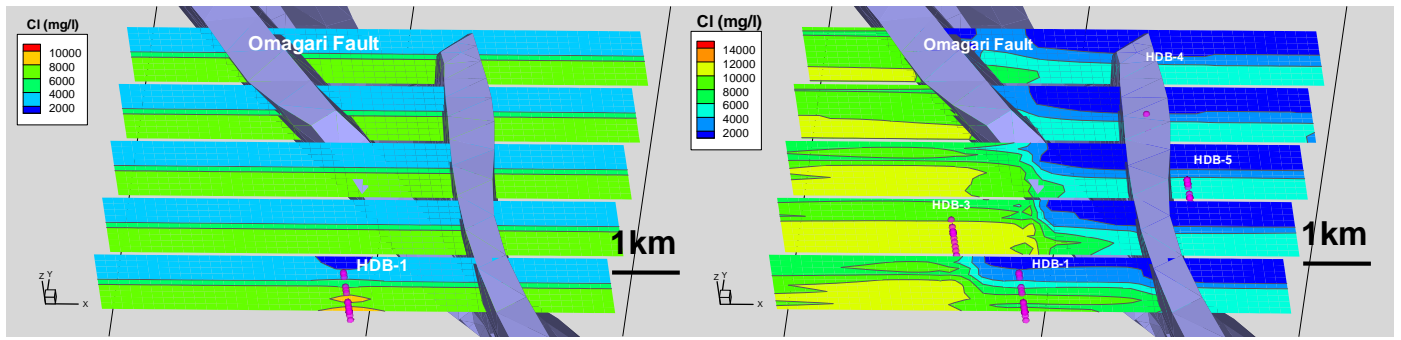 Cl (mg/l)
10000
8000
6000
4000
2000
Omagari Fault
HDB-1
1km
Z Y
X
Cl (mg/l)
14000
12000
10000
8000
6000
4000
2000
Omagari Fault
HDB-4
HDB-5
HDB-3
HDB-1
1km
Z Y
X